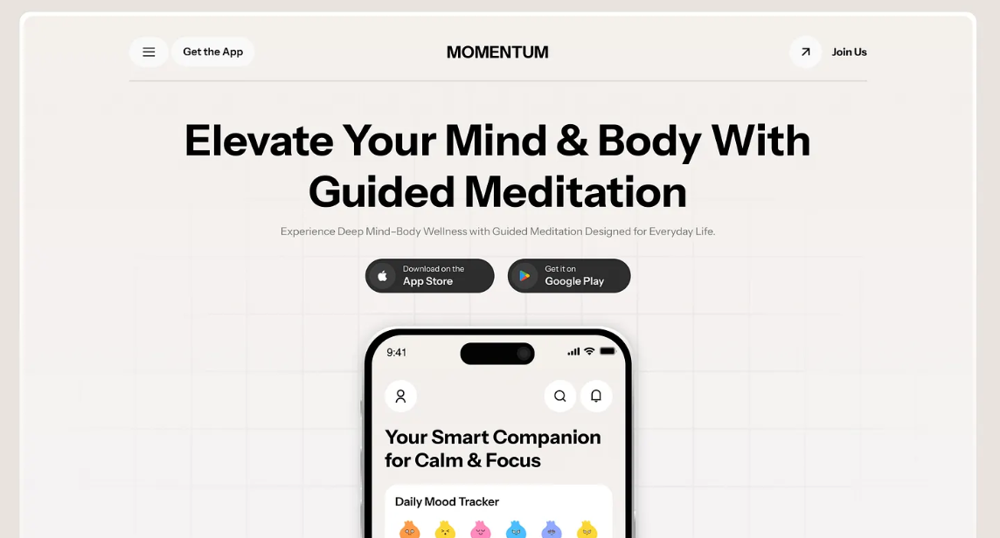 Get the App
MOMENTUM
Join Us
Elevate Your Mind & Body With
Guided Meditation
Experience Deep Mind–Body Wellness with Guided Meditation Designed for Everyday Life.
Download on the
App Store
Get it on
Google Play
9:41
Your Smart Companion
for Calm & Focus
Daily Mood Tracker